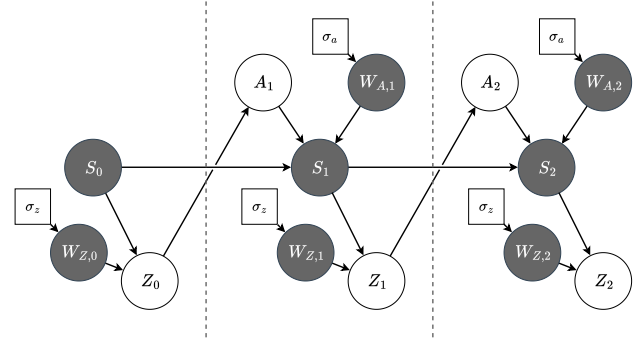 σ_a σ_a
A_1 W_{A,1} A_2 W_{A,2}
S_0 S_1 S_2
σ_z σ_z σ_z
W_{Z,0} W_{Z,1} W_{Z,2}
Z_0 Z_1 Z_2